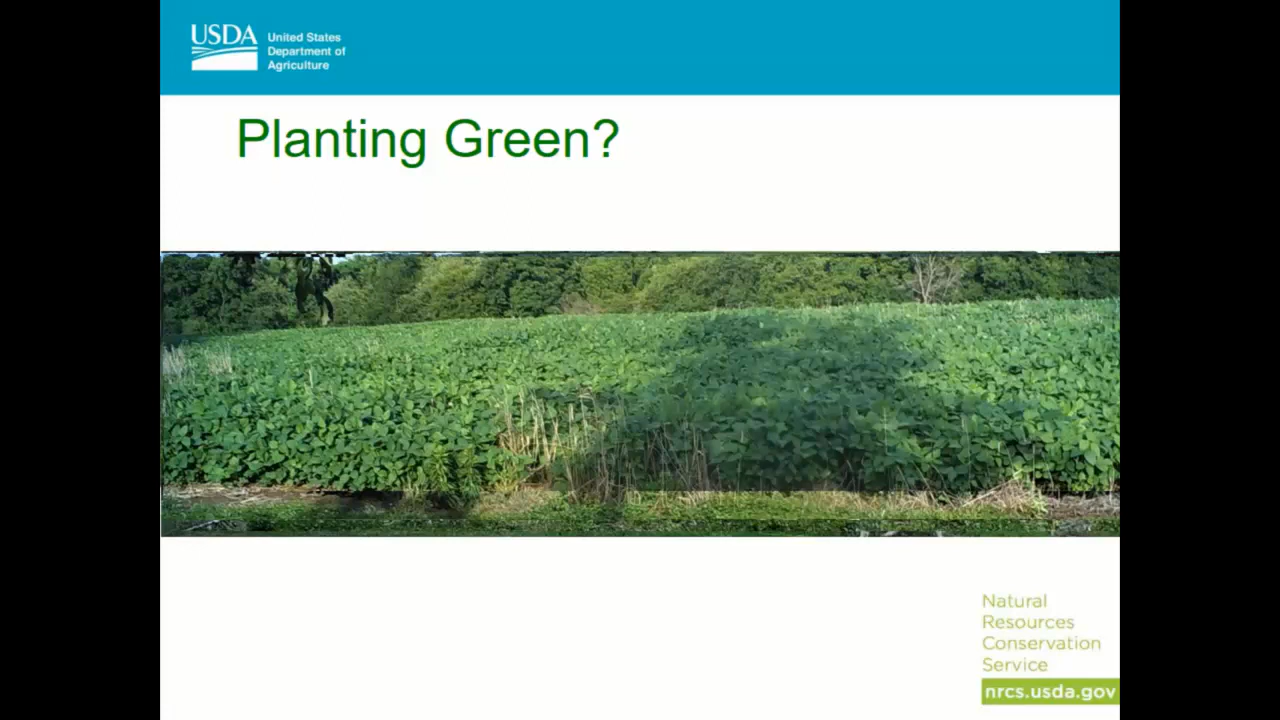 USDA
United States
Department of
Agriculture
Planting Green?
Natural
Resources
Conservation
Service
nrcs.usda.gov